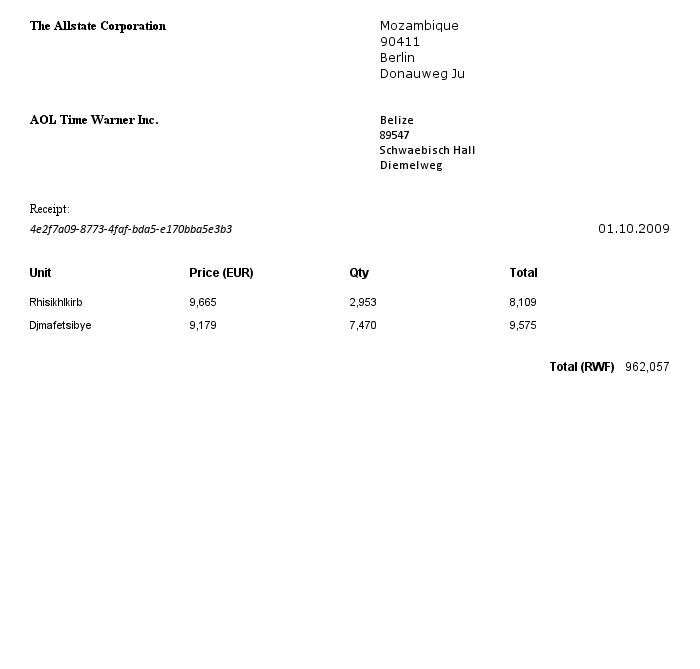 The Allstate Corporation
Mozambique
90411
Berlin
Donauweg Ju
AOL Time Warner Inc.
Belize
89547
Schwaebisch Hall
Diemelweg
Receipt:
4e2f7a09-8773-4faf-bda5-e170bba5e3b3 01.10.2009
Unit Price (EUR) Qty Total
Rhisikhlkirb 9,665 2,953 8,109
Djmafetsibye 9,179 7,470 9,575
Total (RWF) 962,057